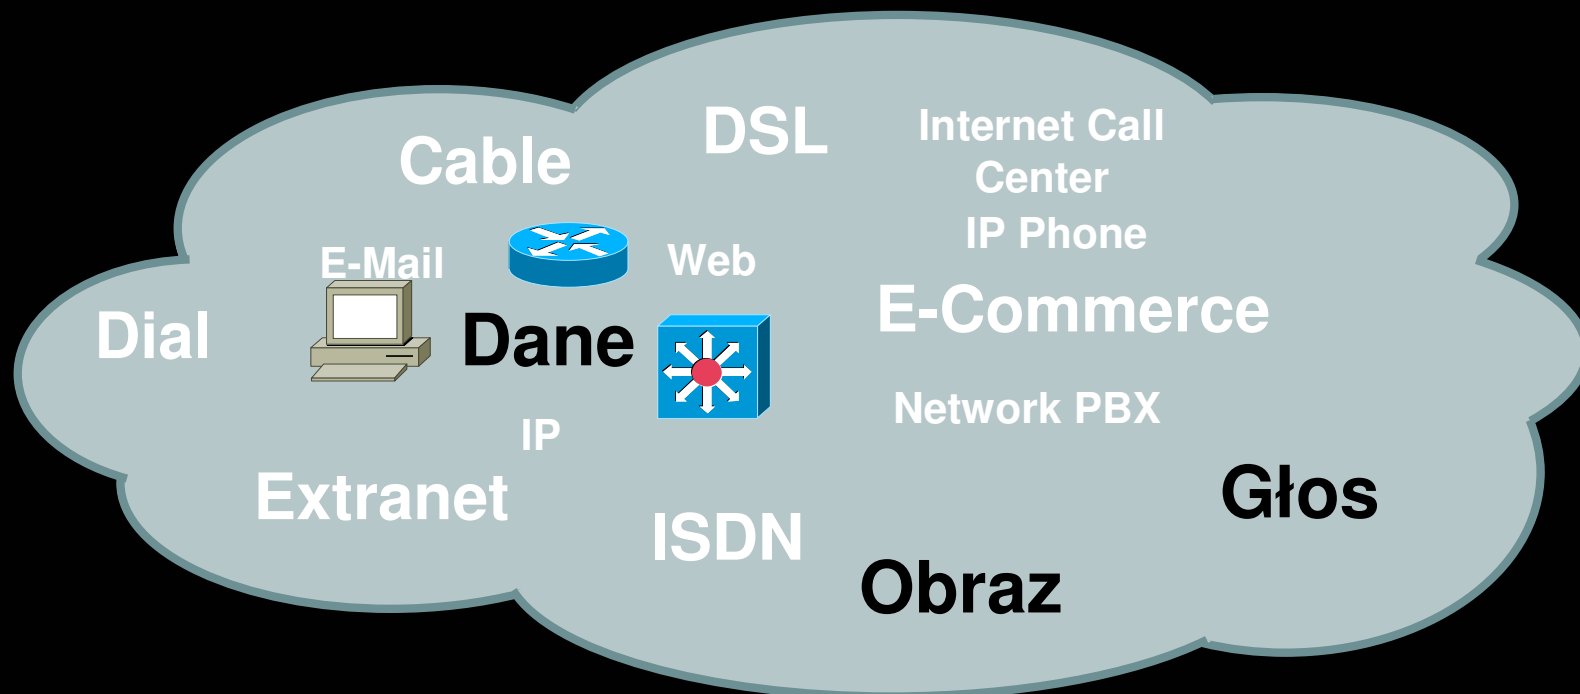 DSL
Internet Call
Center
Cable
IP Phone
E-Mail
Web
E-Commerce
Dial
Dane
Network PBX
IP
Extranet
Głos
ISDN
Obraz